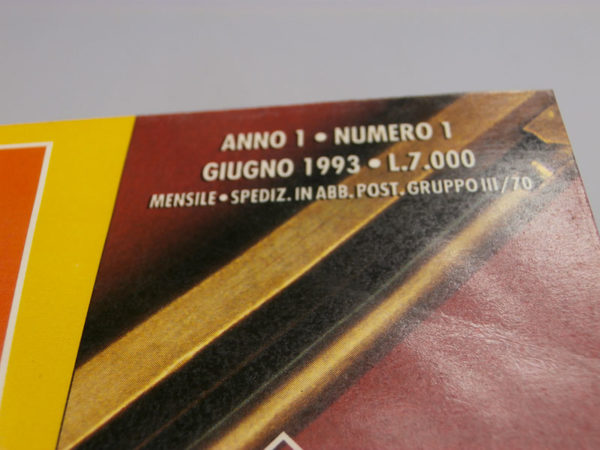 ANNO 1 • NUMERO 1
GIUGNO 1993 • L.7.000
MENSILE • SPEDIZ. IN ABB. POST. GRUPPO III/70